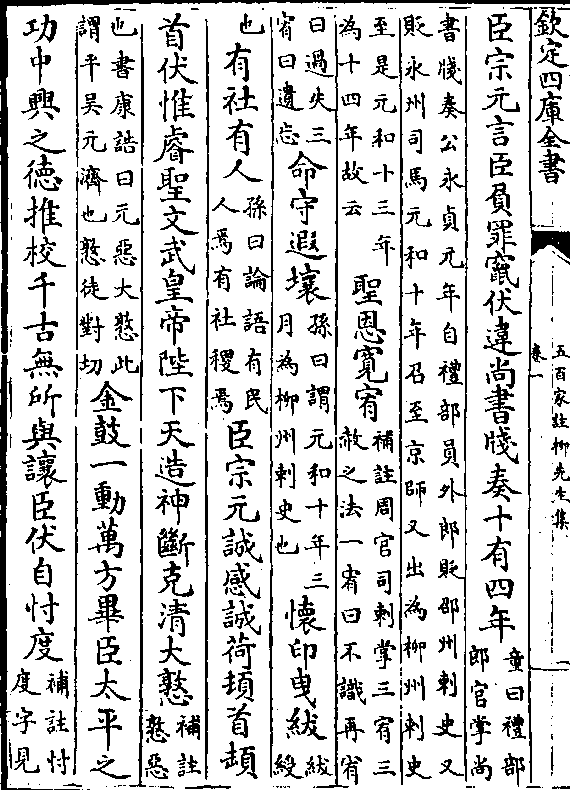 欽定四庫全書
五百家註柳先生集
卷一
臣宗元言臣負罪竄伏違尚書牋奏十有四年童曰禮部郎官掌尚
書牋奏公永貞元年自禮部員外郎貶邵州刺史又貶永州司馬元和十年召至京師又出為柳州刺史
至是元和十三年為十四年故云聖恩寬宥補註周官司刺掌三宥三赦之法一宥曰不識再宥
曰過失三宥曰遺忘命守遐壤孫曰謂元和十年三月為柳州刺史也懷印曳紱紱綬
也有社有人孫曰論語有民人焉有社稷焉臣宗元誠感誠荷頓首頓
首伏惟睿聖文武皇帝陛下天造神斷克清大憝補註憝惡
也書康誥曰元惡大憝此謂平吳元濟也憝徒對切金鼓一動萬方畢臣太平之
功中興之德推校千古無所與讓臣伏自忖度補註忖度字見